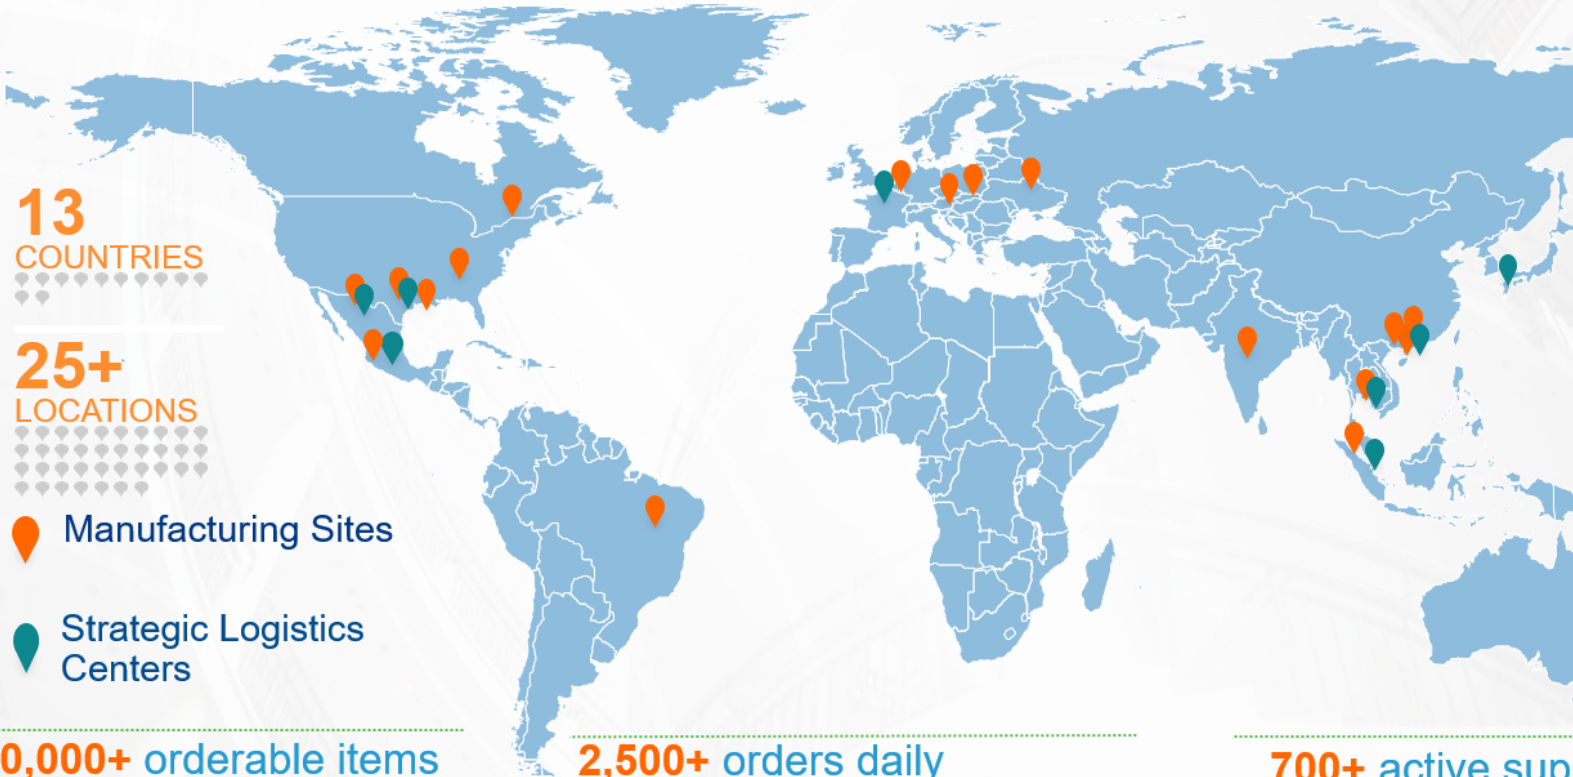 13
COUNTRIES
25+
LOCATIONS
Manufacturing Sites
Strategic Logistics
Centers
0,000+ orderable items
2,500+ orders daily
700+ active sup